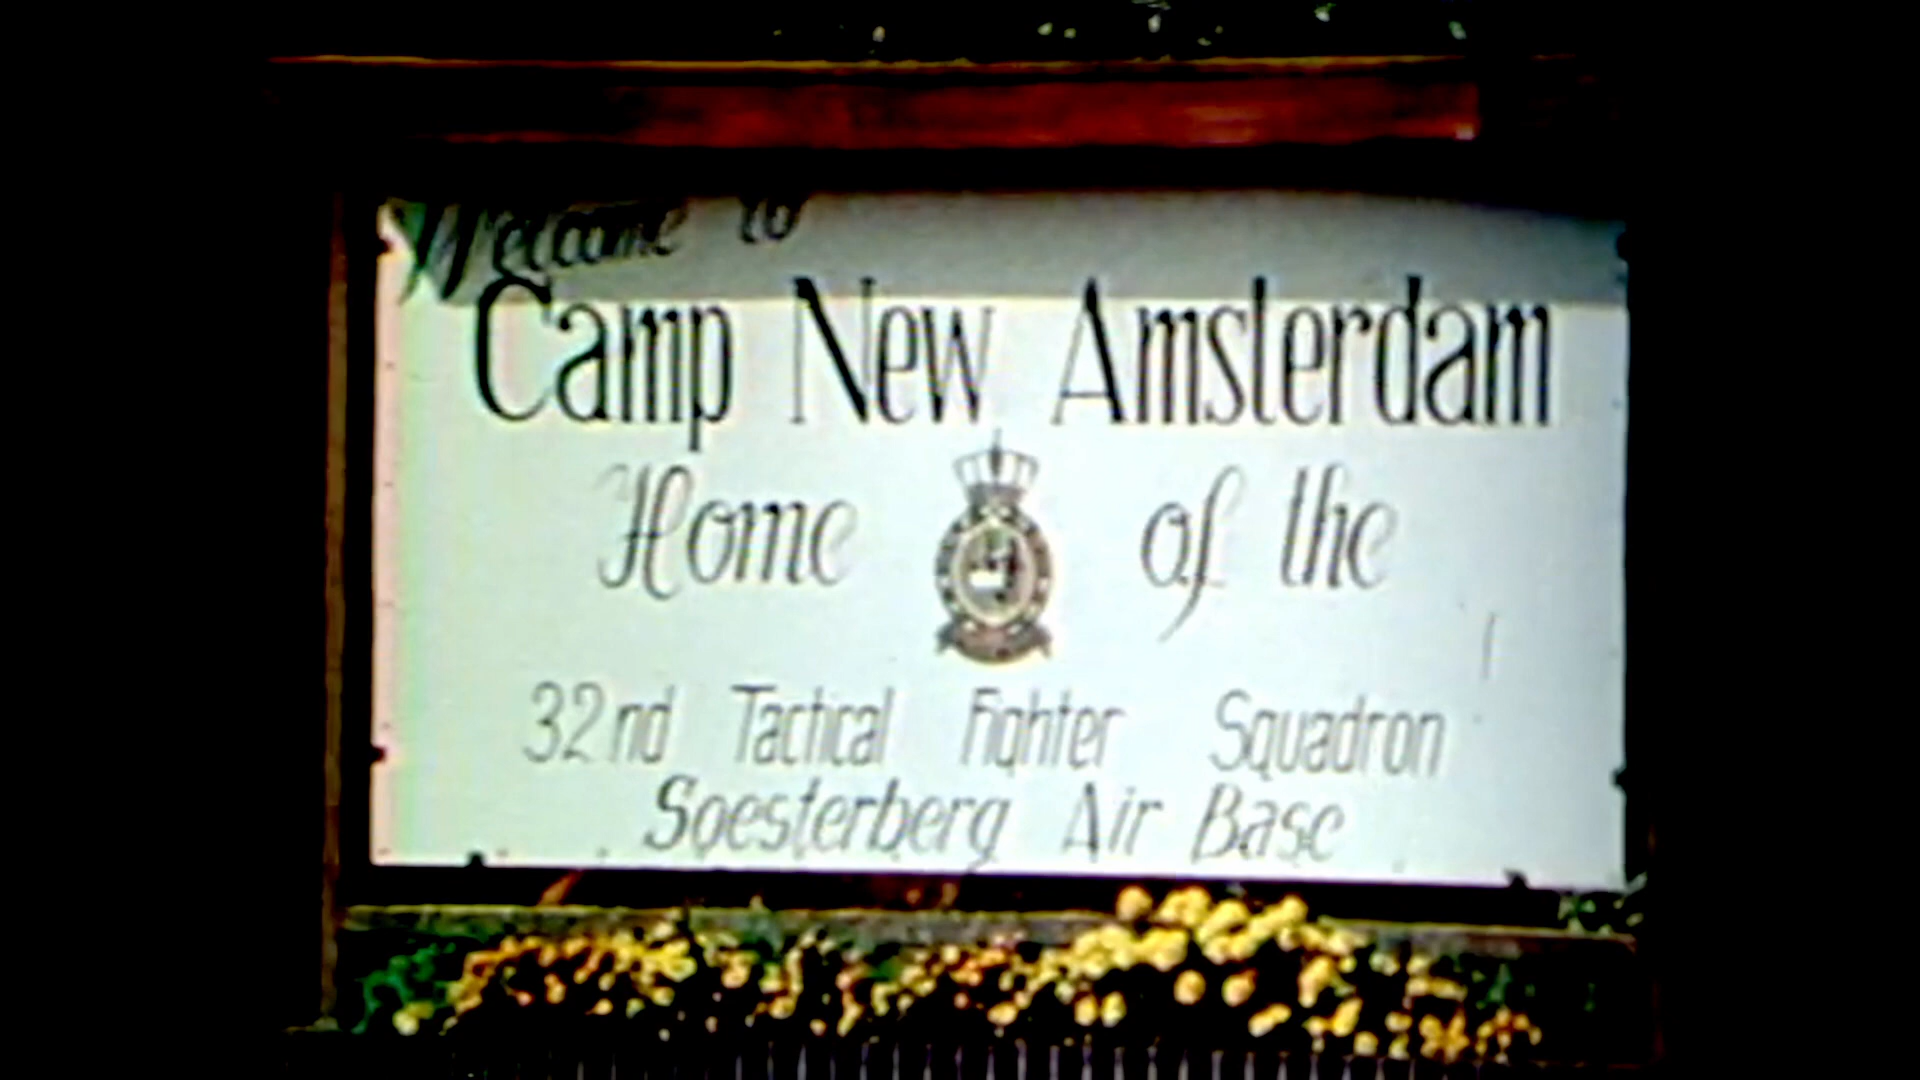 Welcome to
Camp New Amsterdam
Home of the
32nd Tactical Fighter Squadron
Soesterberg Air Base